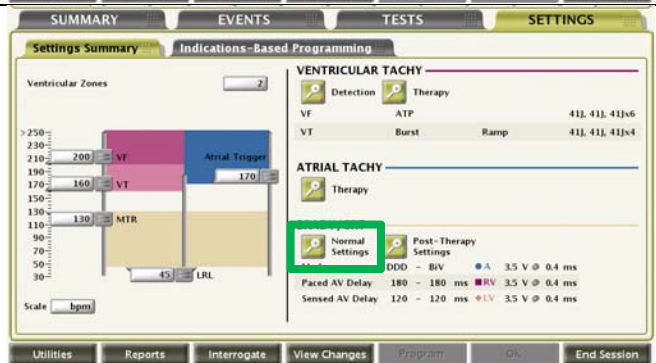 SUMMARY EVENTS TESTS SETTINGS
Settings Summary Indications-Based Programming
Ventricular Zones 2
VENTRICULAR TACHY
Detection Therapy
VF ATP 41J, 41J, 41Jx6
VT Burst Ramp 41J, 41J, 41Jx4
>250
230
210
190
170
150
130
110
90
70
50
30
200 VF
160 VT
130 MTR
Atrial Trigger
170
45 LRL
Scale bpm
ATRIAL TACHY
Therapy
Normal Settings
Post-Therapy Settings
DDD - BiV A 3.5 V @ 0.4 ms
Paced AV Delay 180 - 180 ms RV 3.5 V @ 0.4 ms
Sensed AV Delay 120 - 120 ms LV 3.5 V @ 0.4 ms
Utilities Reports Interrogate View Changes Program OK End Session